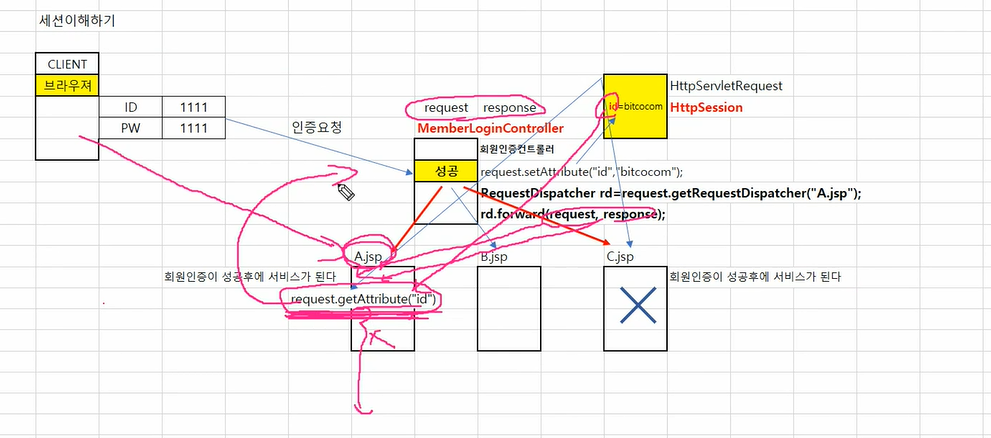 세션이해하기
CLIENT
브라우져
ID 1111
PW 1111
인증요청
request response
MemberLoginController
회원인증컨트롤러
성공
id=bitcocom
HttpServletRequest
HttpSession
request.setAttribute("id","bitcocom");
RequestDispatcher rd=request.getRequestDispatcher("A.jsp");
rd.forward(request, response);
A.jsp
B.jsp
C.jsp
회원인증이 성공후에 서비스가 된다
회원인증이 성공후에 서비스가 된다
request.getAttribute("id")